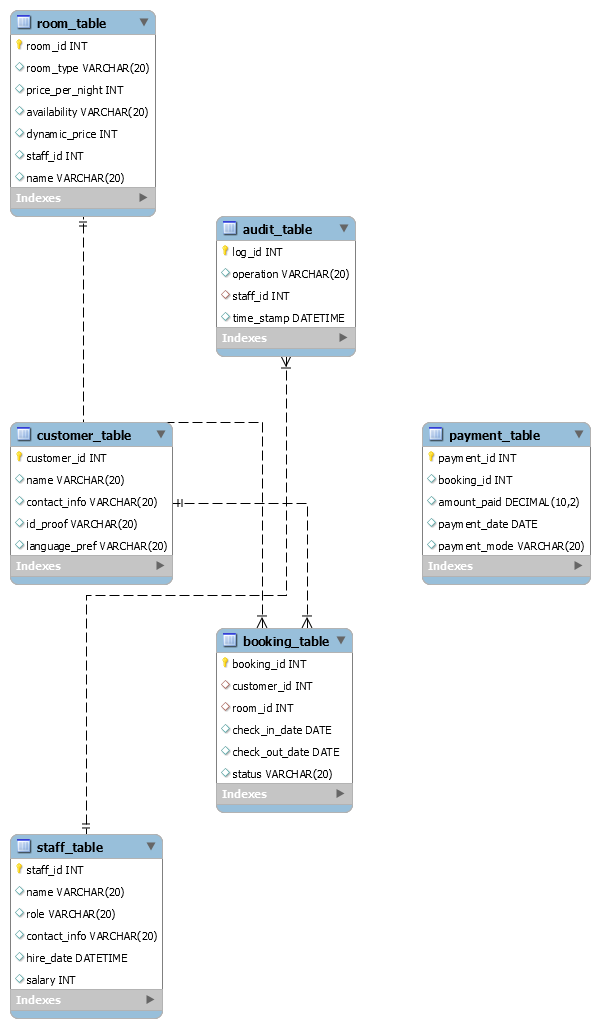 room_table
room_id INT
room_type VARCHAR(20)
price_per_night INT
availability VARCHAR(20)
dynamic_price INT
staff_id INT
name VARCHAR(20)
Indexes
audit_table
log_id INT
operation VARCHAR(20)
staff_id INT
time_stamp DATETIME
Indexes
customer_table
customer_id INT
name VARCHAR(20)
contact_info VARCHAR(20)
id_proof VARCHAR(20)
language_pref VARCHAR(20)
Indexes
payment_table
payment_id INT
booking_id INT
amount_paid DECIMAL(10,2)
payment_date DATE
payment_mode VARCHAR(20)
Indexes
booking_table
booking_id INT
customer_id INT
room_id INT
check_in_date DATE
check_out_date DATE
status VARCHAR(20)
Indexes
staff_table
staff_id INT
name VARCHAR(20)
role VARCHAR(20)
contact_info VARCHAR(20)
hire_date DATETIME
salary INT
Indexes